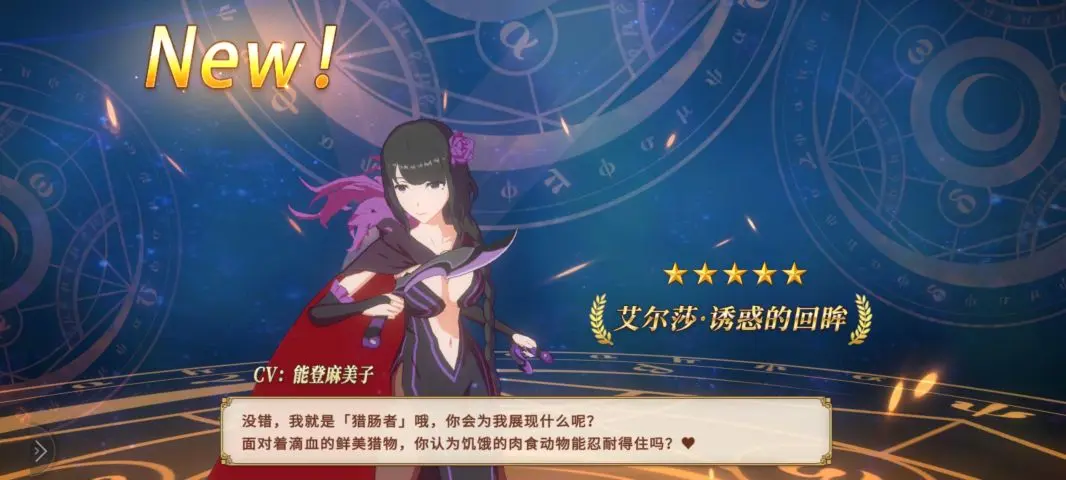 New!
艾尔莎·诱惑的回眸
CV：能登麻美子
没错，我就是「猎肠者」哦，你会为我展现什么呢？
面对着滴血的鲜美猎物，你认为饥饿的肉食动物能忍耐得住吗？♥